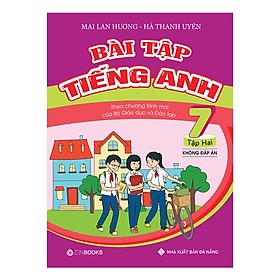 MAI LAN HƯƠNG - HÀ THANH UYÊN
BÀI TẬP
TIẾNG ANH
Theo chương trình mới
của Bộ Giáo dục và Đào tạo
7
Tập Hai
KHÔNG ĐÁP ÁN
ZENBOOKS
NHÀ XUẤT BẢN ĐÀ NẴNG